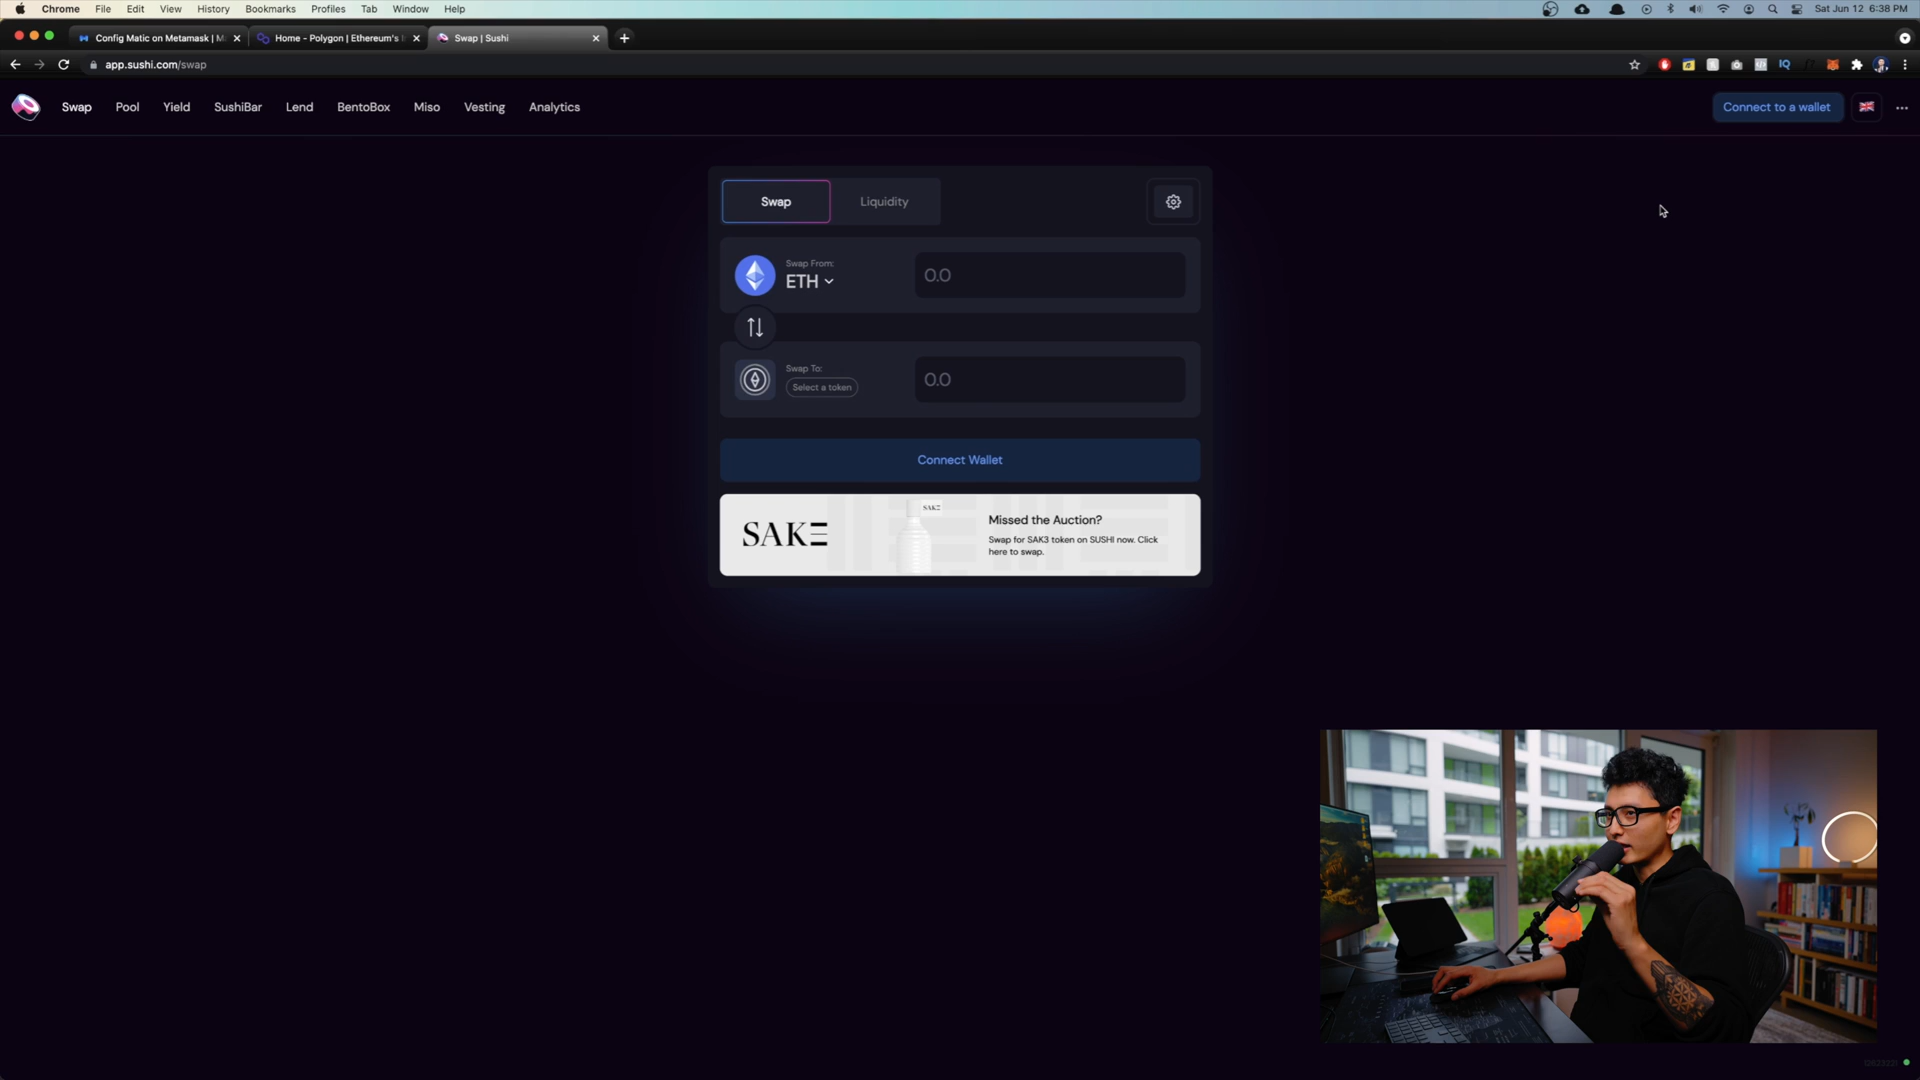 Chrome File Edit View History Bookmarks Profiles Tab Window Help
Sat Jun 12 6:38 PM
Config Matic on Metamask | M
Home - Polygon | Ethereum's
Swap | Sushi
app.sushi.com/swap
IQ
Swap Pool Yield SushiBar Lend BentoBox Miso Vesting Analytics
Connect to a wallet
Swap
Liquidity
Swap From:
ETH
0.0
Swap To:
Select a token
0.0
Connect Wallet
SAKE
SAKE
Missed the Auction?
Swap for SAK3 token on SUSHI now. Click
here to swap.